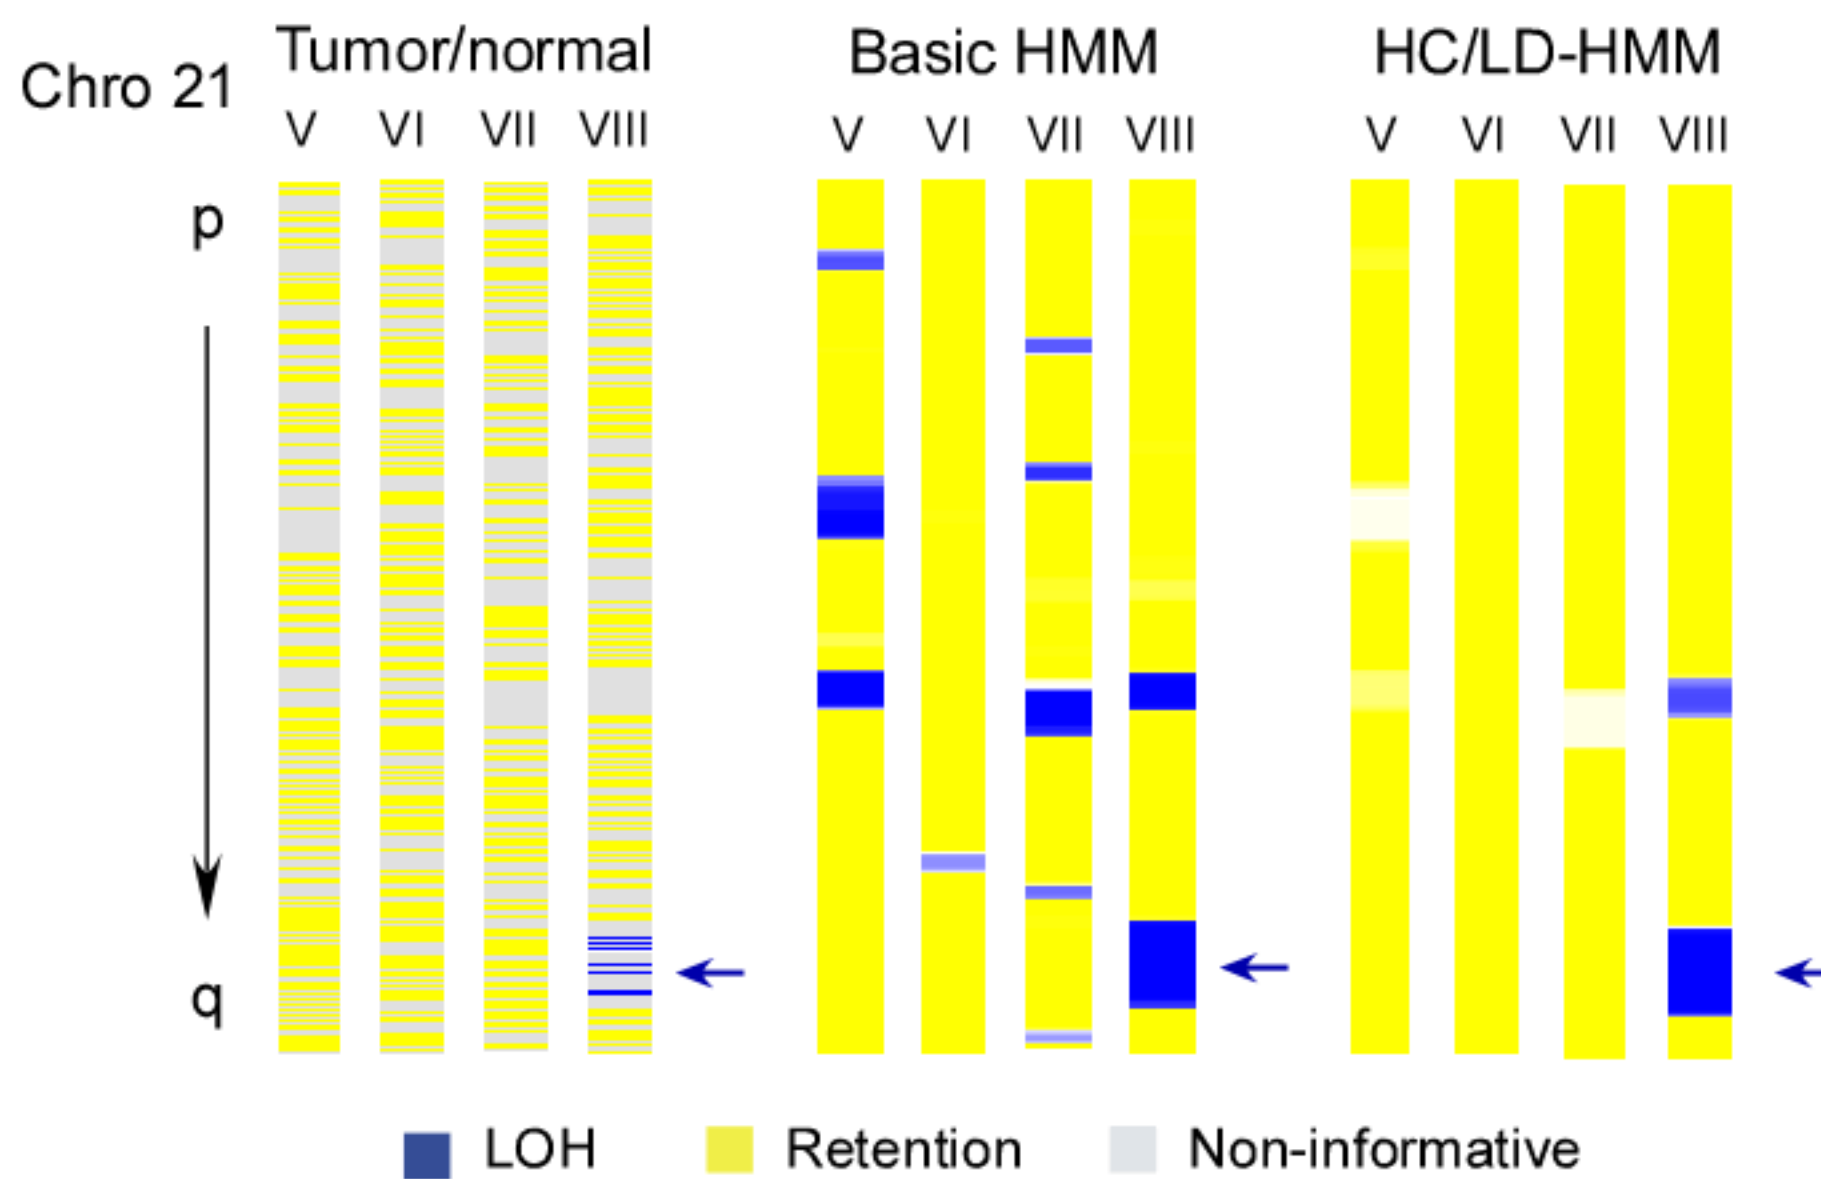 Tumor/normal Basic HMM HC/LD-HMM
Chro 21
V VI VII VIII V VI VII VIII V VI VII VIII
p
q
LOH Retention Non-informative